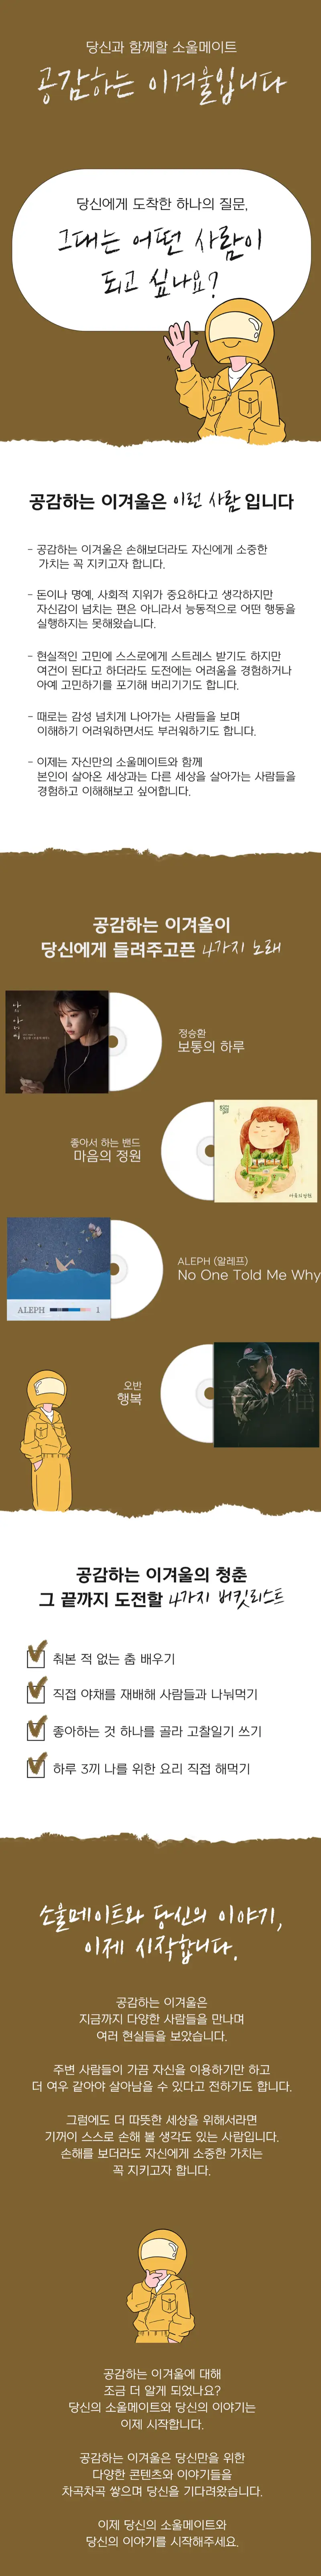 당신과 함께할 소울메이트
공감하는 이겨울입니다
당신에게 도착한 하나의 질문,
그대는 어떤 사람이
되고 싶나요?
공감하는 이겨울은 이런 사람 입니다
- 공감하는 이겨울은 손해보더라도 자신에게 소중한
가치는 꼭 지키고자 합니다.
- 돈이나 명예, 사회적 지위가 중요하다고 생각하지만
자신감이 넘치는 편은 아니라서 능동적으로 어떤 행동을
실행하지는 못해왔습니다.
- 현실적인 고민에 스스로에게 스트레스 받기도 하지만
여건이 된다고 하더라도 도전에는 어려움을 경험하거나
아예 고민하기를 포기해 버리기기도 합니다.
- 때로는 감성 넘치게 나아가는 사람들을 보며
이해하기 어려워하면서도 부러워하기도 합니다.
- 이제는 자신만의 소울메이트와 함께
본인이 살아온 세상과는 다른 세상을 살아가는 사람들을
경험하고 이해해보고 싶어합니다.
공감하는 이겨울이
당신에게 들려주고픈 4가지 노래
정승환
보통의 하루
좋아서 하는 밴드
마음의 정원
ALEPH (알레프)
No One Told Me Why
ALEPH
1
오반
행복
공감하는 이겨울의 청춘
그 끝까지 도전할 4가지 버킷리스트
춰본 적 없는 춤 배우기
직접 야채를 재배해 사람들과 나눠먹기
좋아하는 것 하나를 골라 고찰일기 쓰기
하루 3끼 나를 위한 요리 직접 해먹기
소울메이트와 당신의 이야기,
이제 시작합니다.
공감하는 이겨울은
지금까지 다양한 사람들을 만나며
여러 현실들을 보았습니다.
주변 사람들이 가끔 자신을 이용하기만 하고
더 여우 같아야 살아남을 수 있다고 전하기도 합니다.
그럼에도 더 따뜻한 세상을 위해서라면
기꺼이 스스로 손해 볼 생각도 있는 사람입니다.
손해를 보더라도 자신에게 소중한 가치는
꼭 지키고자 합니다.
공감하는 이겨울에 대해
조금 더 알게 되었나요?
당신의 소울메이트와 당신의 이야기는
이제 시작합니다.
공감하는 이겨울은 당신만을 위한
다양한 콘텐츠와 이야기들을
차곡차곡 쌓으며 당신을 기다려왔습니다.
이제 당신의 소울메이트와
당신의 이야기를 시작해주세요.